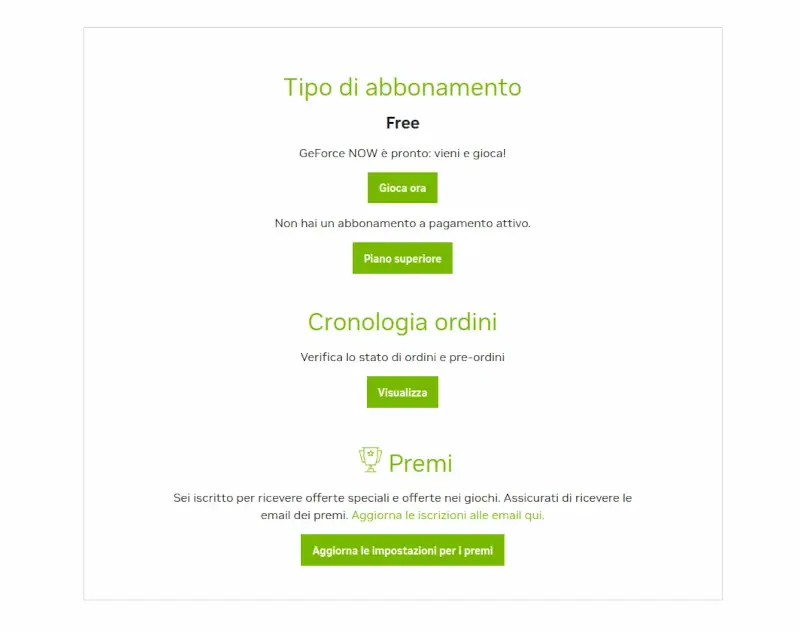 Tipo di abbonamento
Free
GeForce NOW è pronto: vieni e gioca!
Gioca ora
Non hai un abbonamento a pagamento attivo.
Piano superiore
Cronologia ordini
Verifica lo stato di ordini e pre-ordini
Visualizza
Premi
Sei iscritto per ricevere offerte speciali e offerte nei giochi. Assicurati di ricevere le
email dei premi. Aggiorna le iscrizioni alle email qui.
Aggiorna le impostazioni per i premi